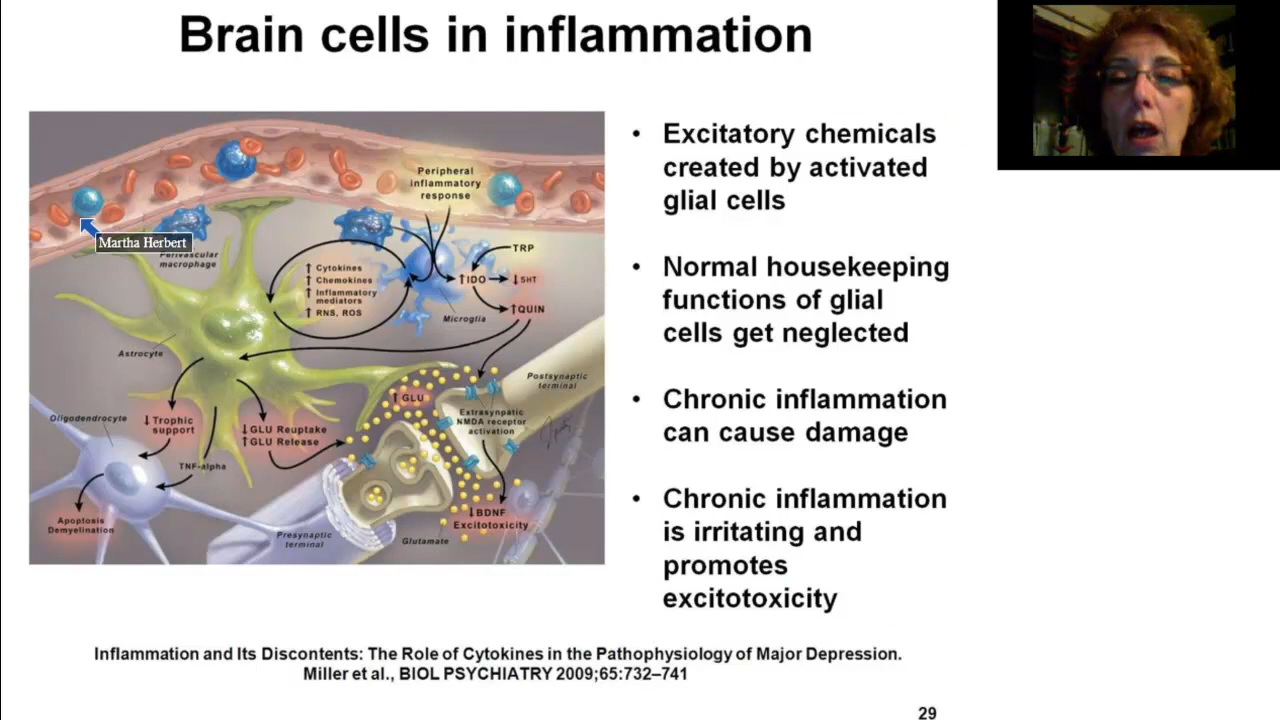 Brain cells in inflammation
Peripheral
inflammatory
response
Martha Herbert
Perivascular
macrophage
TRP
↑ Cytokines
↑ Chemokines
↑ Inflammatory
mediators
↑ RNS, ROS
↑IDO
↓ 5HT
↑QUIN
Microglia
Astrocyte
Postsynaptic
terminal
Oligodendrocyte
↓ Trophic
support
↓GLU Reuptake
↑GLU Release
↑ GLU
Extrasynpatic
NMDA receptor
activation
TNF-alpha
Apoptosis
Demyelination
Presynaptic
terminal
Glutamate
↓BDNF
Excitotoxicity
• Excitatory chemicals
created by activated
glial cells
• Normal housekeeping
functions of glial
cells get neglected
• Chronic inflammation
can cause damage
• Chronic inflammation
is irritating and
promotes
excitotoxicity
Inflammation and Its Discontents: The Role of Cytokines in the Pathophysiology of Major Depression.
Miller et al., BIOL PSYCHIATRY 2009;65:732–741
29